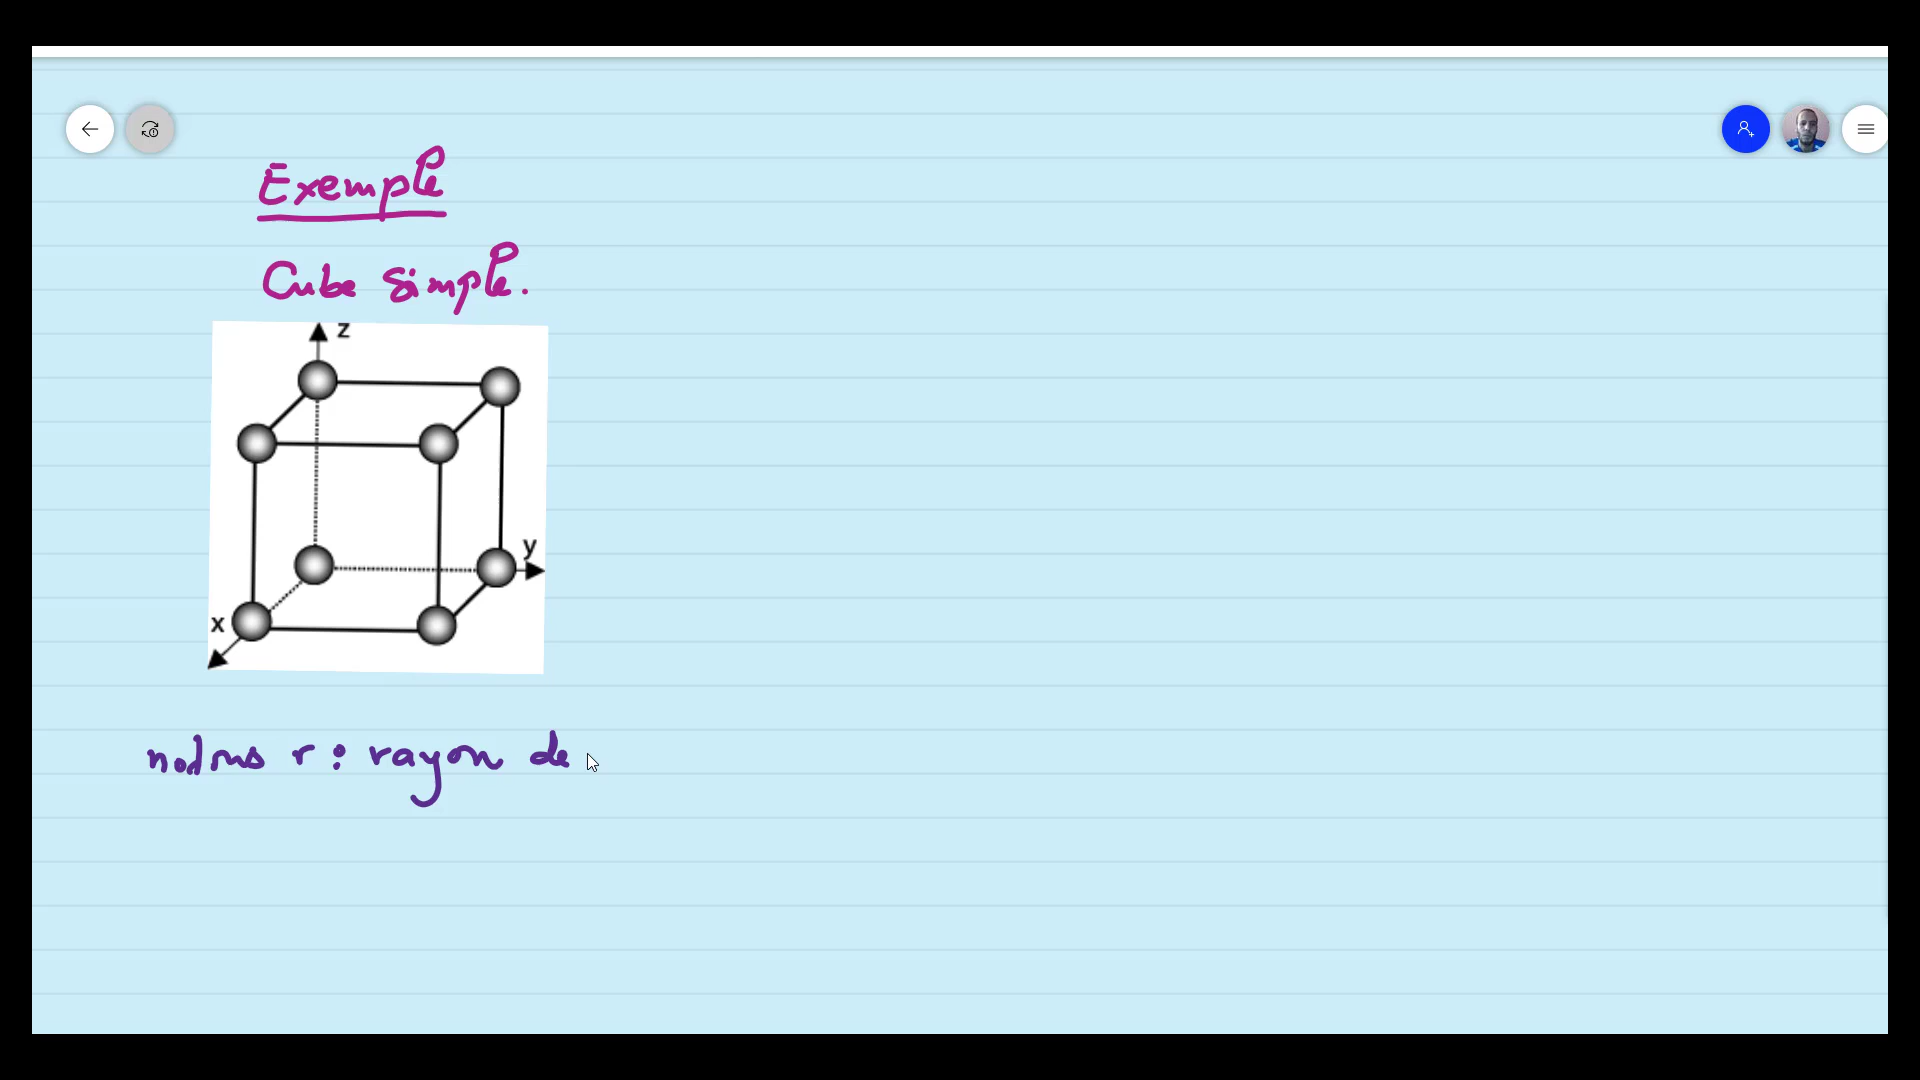 Exemple
Cube simple.
z
y
x
notons r : rayon de